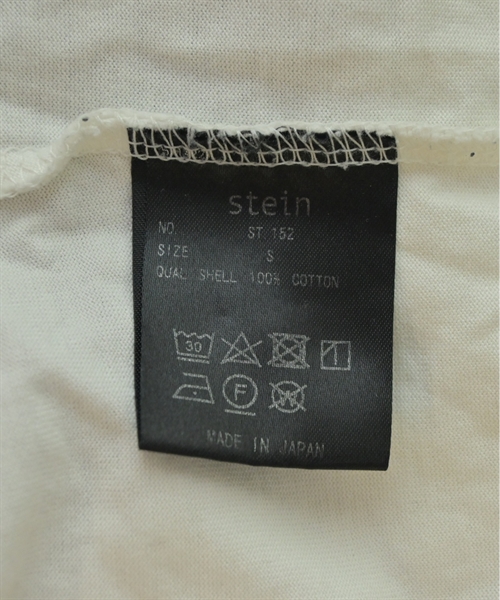 stein
NO. ST 152
SIZE S
QUAL SHELL 100% COTTON
30
F W
MADE IN JAPAN